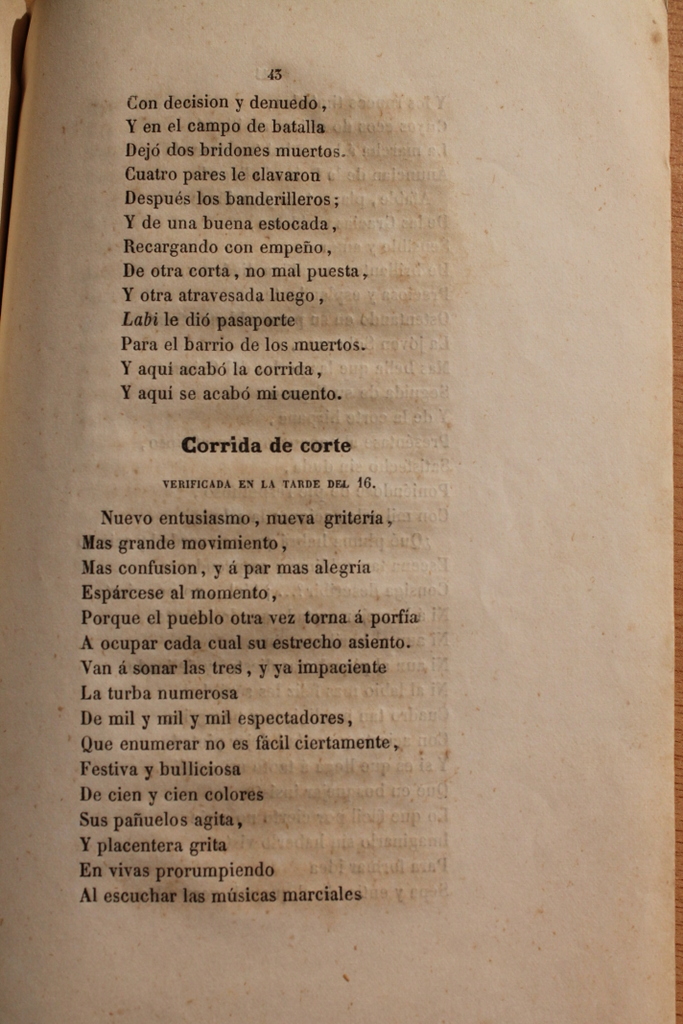 43
Con decision y denuedo,
Y en el campo de batalla
Dejó dos bridones muertos.
Cuatro pares le clavaron
Después los banderilleros;
Y de una buena estocada,
Recargando con empeño,
De otra corta, no mal puesta,
Y otra atravesada luego,
Labi le dió pasaporte
Para el barrio de los muertos.
Y aquí acabó la corrida,
Y aquí se acabó mi cuento.
Corrida de corte
VERIFICADA EN LA TARDE DEL 16.
Nuevo entusiasmo, nueva gritería,
Mas grande movimiento,
Mas confusion, y á par mas alegría
Espárcese al momento,
Porque el pueblo otra vez torna á porfía
A ocupar cada cual su estrecho asiento.
Van á sonar las tres, y ya impaciente
La turba numerosa
De mil y mil y mil espectadores,
Que enumerar no es fácil ciertamente,
Festiva y bulliciosa
De cien y cien colores
Sus pañuelos agita,
Y placentera grita
En vivas prorumpiendo
Al escuchar las músicas marciales